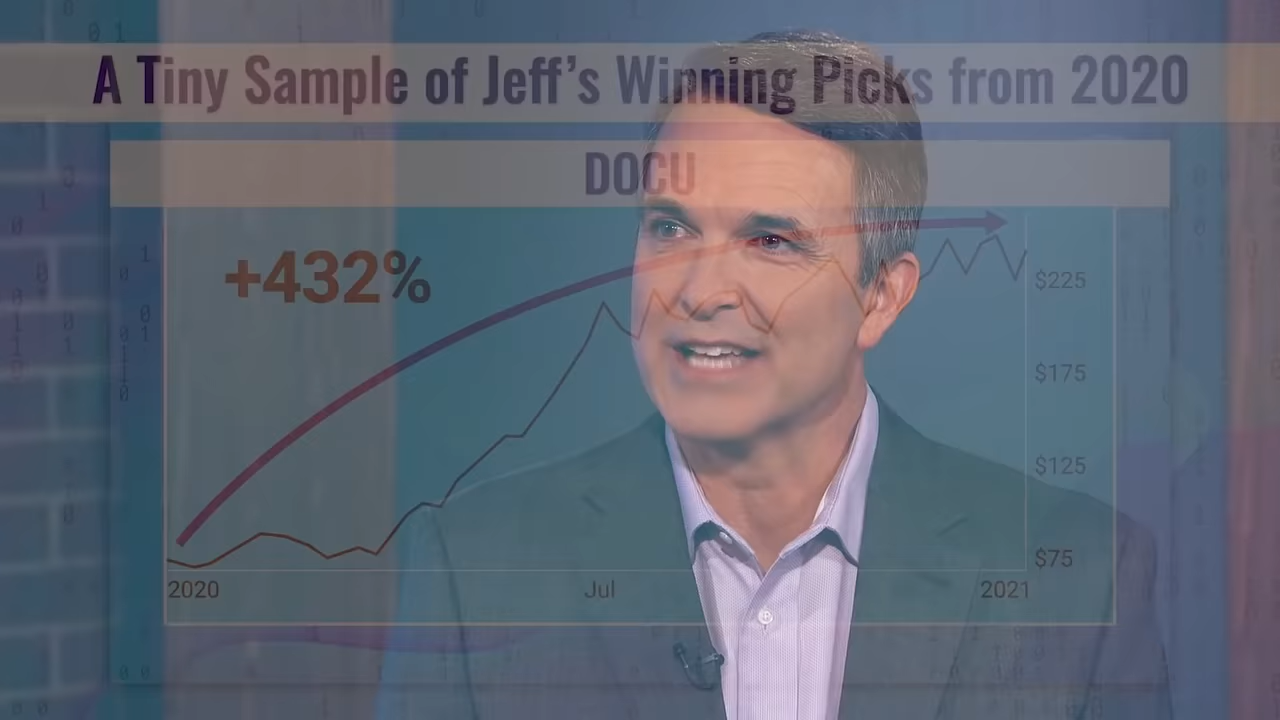 A Tiny Sample of Jeff’s Winning Picks from 2020
DOCU
+432%
$225
$175
$125
$75
2020
Jul
2021